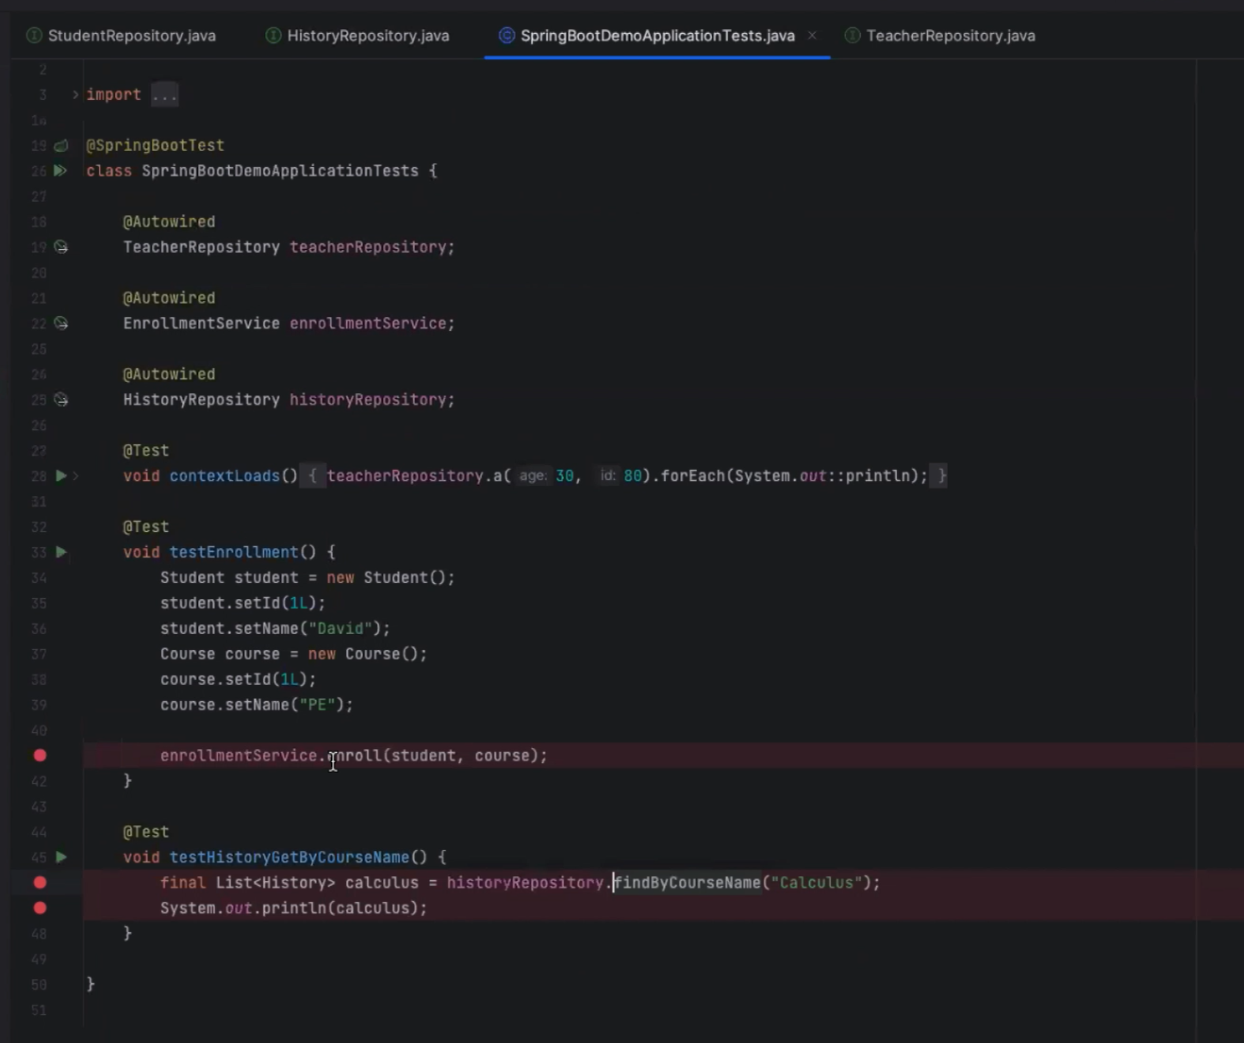 StudentRepository.java HistoryRepository.java SpringBootDemoApplicationTests.java × TeacherRepository.java
2
3 > import ...
14
15 @SpringBootTest
16 class SpringBootDemoApplicationTests {
17
18 @Autowired
19 TeacherRepository teacherRepository;
20
21 @Autowired
22 EnrollmentService enrollmentService;
23
24 @Autowired
25 HistoryRepository historyRepository;
26
27 @Test
28 > void contextLoads() { teacherRepository.a( age: 30, id: 80).forEach(System.out::println); }
31
32 @Test
33 void testEnrollment() {
34 Student student = new Student();
35 student.setId(1L);
36 student.setName("David");
37 Course course = new Course();
38 course.setId(1L);
39 course.setName("PE");
40
enrollmentService.enroll(student, course);
42 }
43
44 @Test
45 void testHistoryGetByCourseName() {
final List<History> calculus = historyRepository.findByCourseName("Calculus");
System.out.println(calculus);
48 }
49
50 }
51